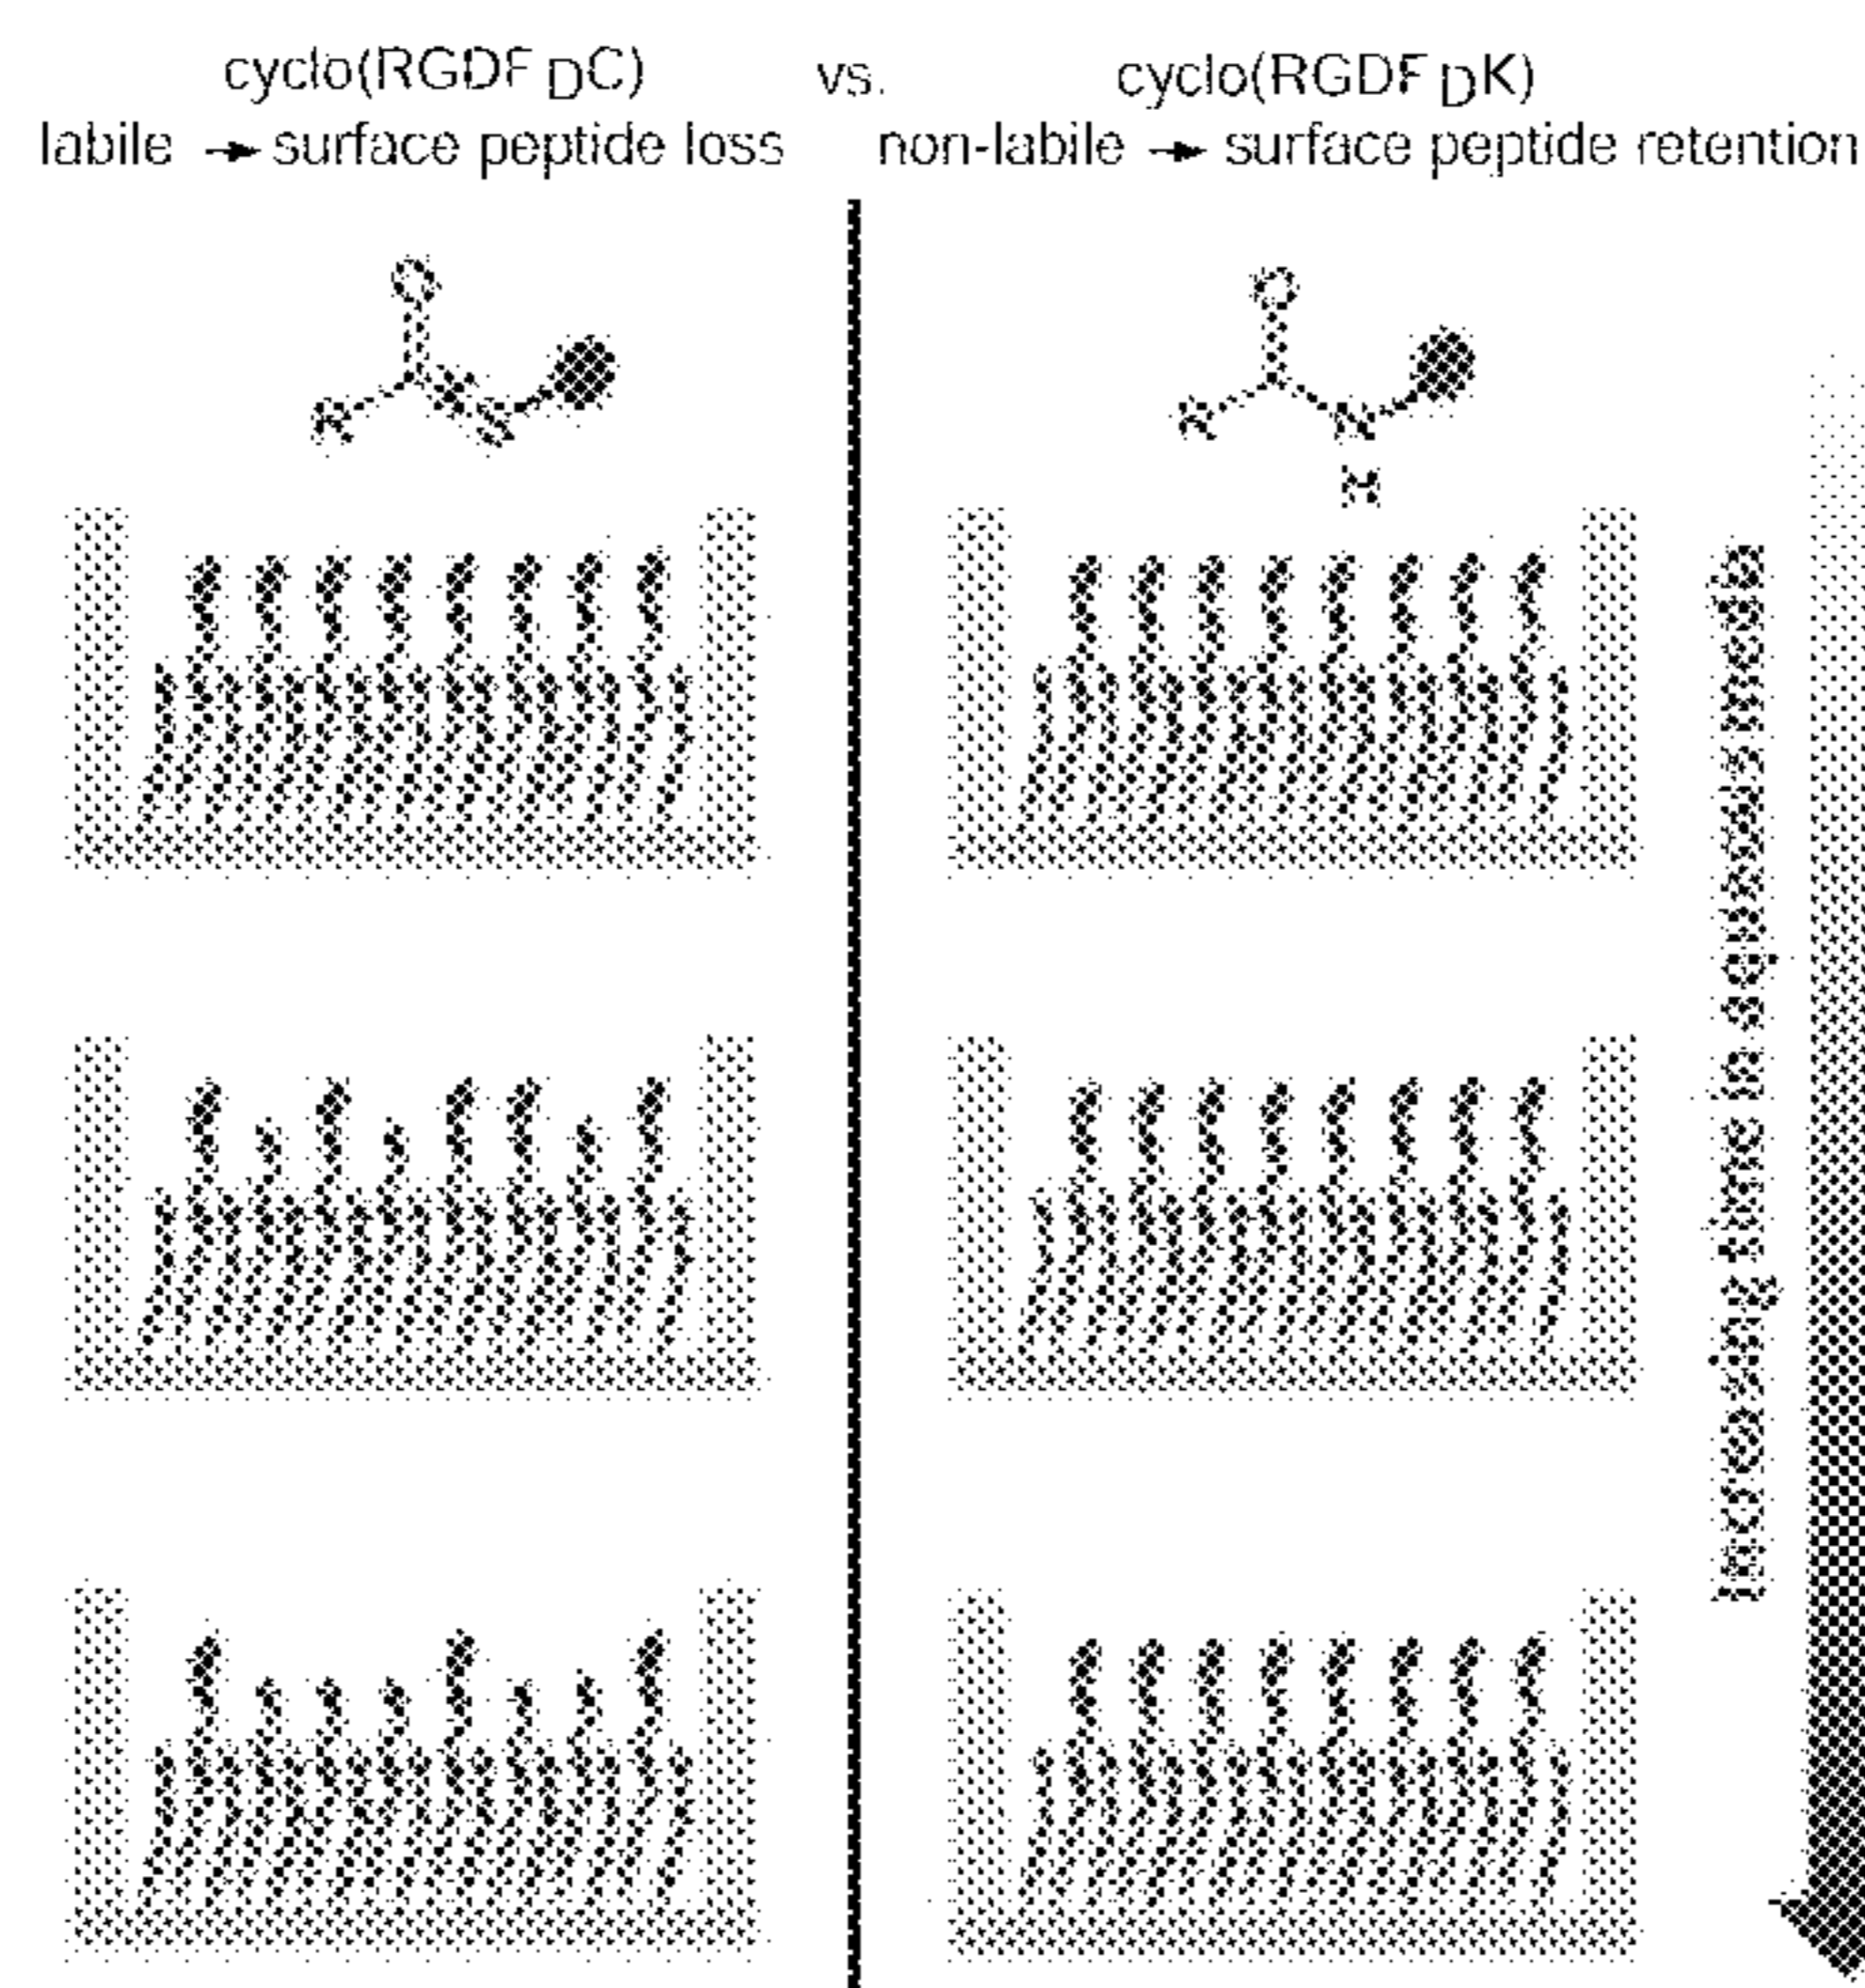 cyclo(RGDF DC) vs. cyclo(RGDF DK)
labile → surface peptide loss non-labile → surface peptide retention
O
R S
O
R N
H
Increasing time in serum/media